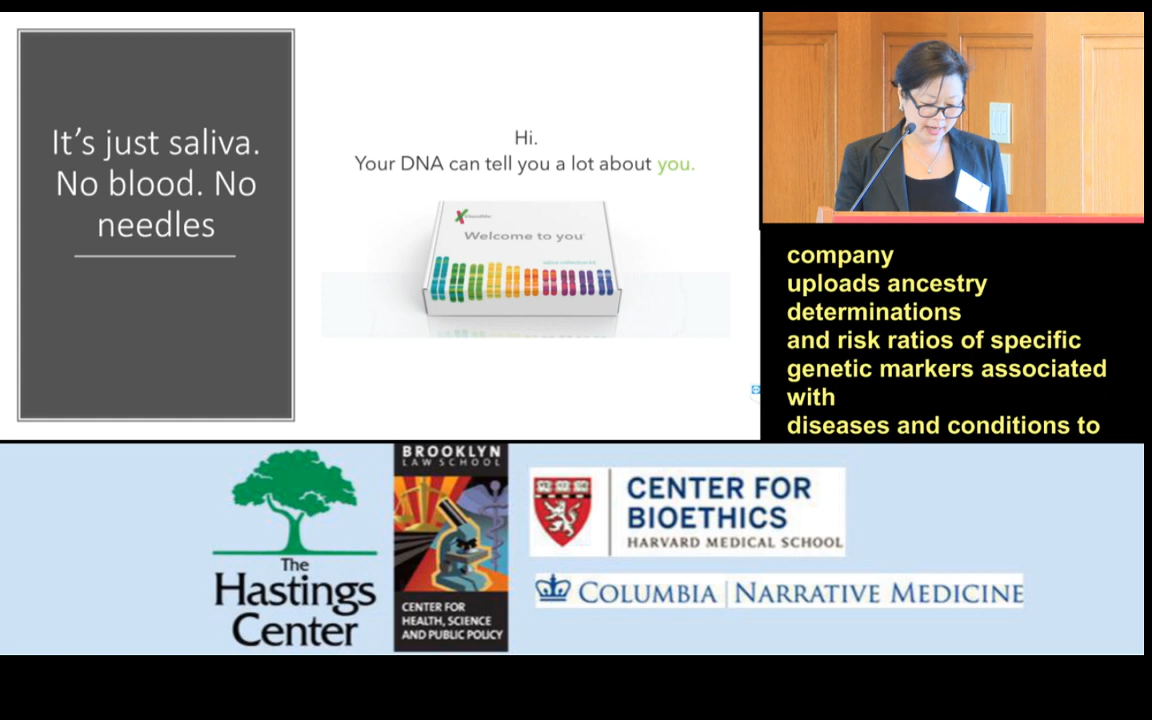 It’s just saliva.
No blood. No
needles
Hi.
Your DNA can tell you a lot about you.
Welcome to you
saliva collection kit
company
uploads ancestry
determinations
and risk ratios of specific
genetic markers associated
with
diseases and conditions to
The
Hastings
Center
BROOKLYN
LAW SCHOOL
CENTER FOR
HEALTH, SCIENCE
AND PUBLIC POLICY
CENTER FOR
BIOETHICS
HARVARD MEDICAL SCHOOL
COLUMBIA | NARRATIVE MEDICINE